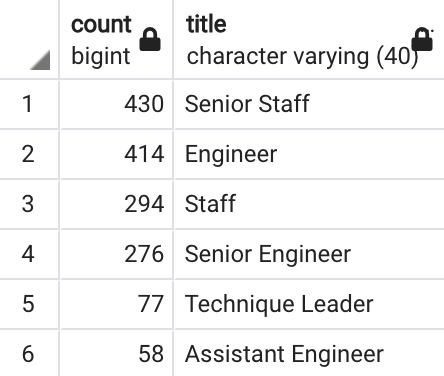 count title
bigint character varying (40)
1 430 Senior Staff
2 414 Engineer
3 294 Staff
4 276 Senior Engineer
5 77 Technique Leader
6 58 Assistant Engineer